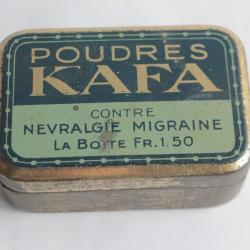 POUDRES
KAFA
CONTRE
NEVRALGIE MIGRAINE
LA BOITE FR. 1.50